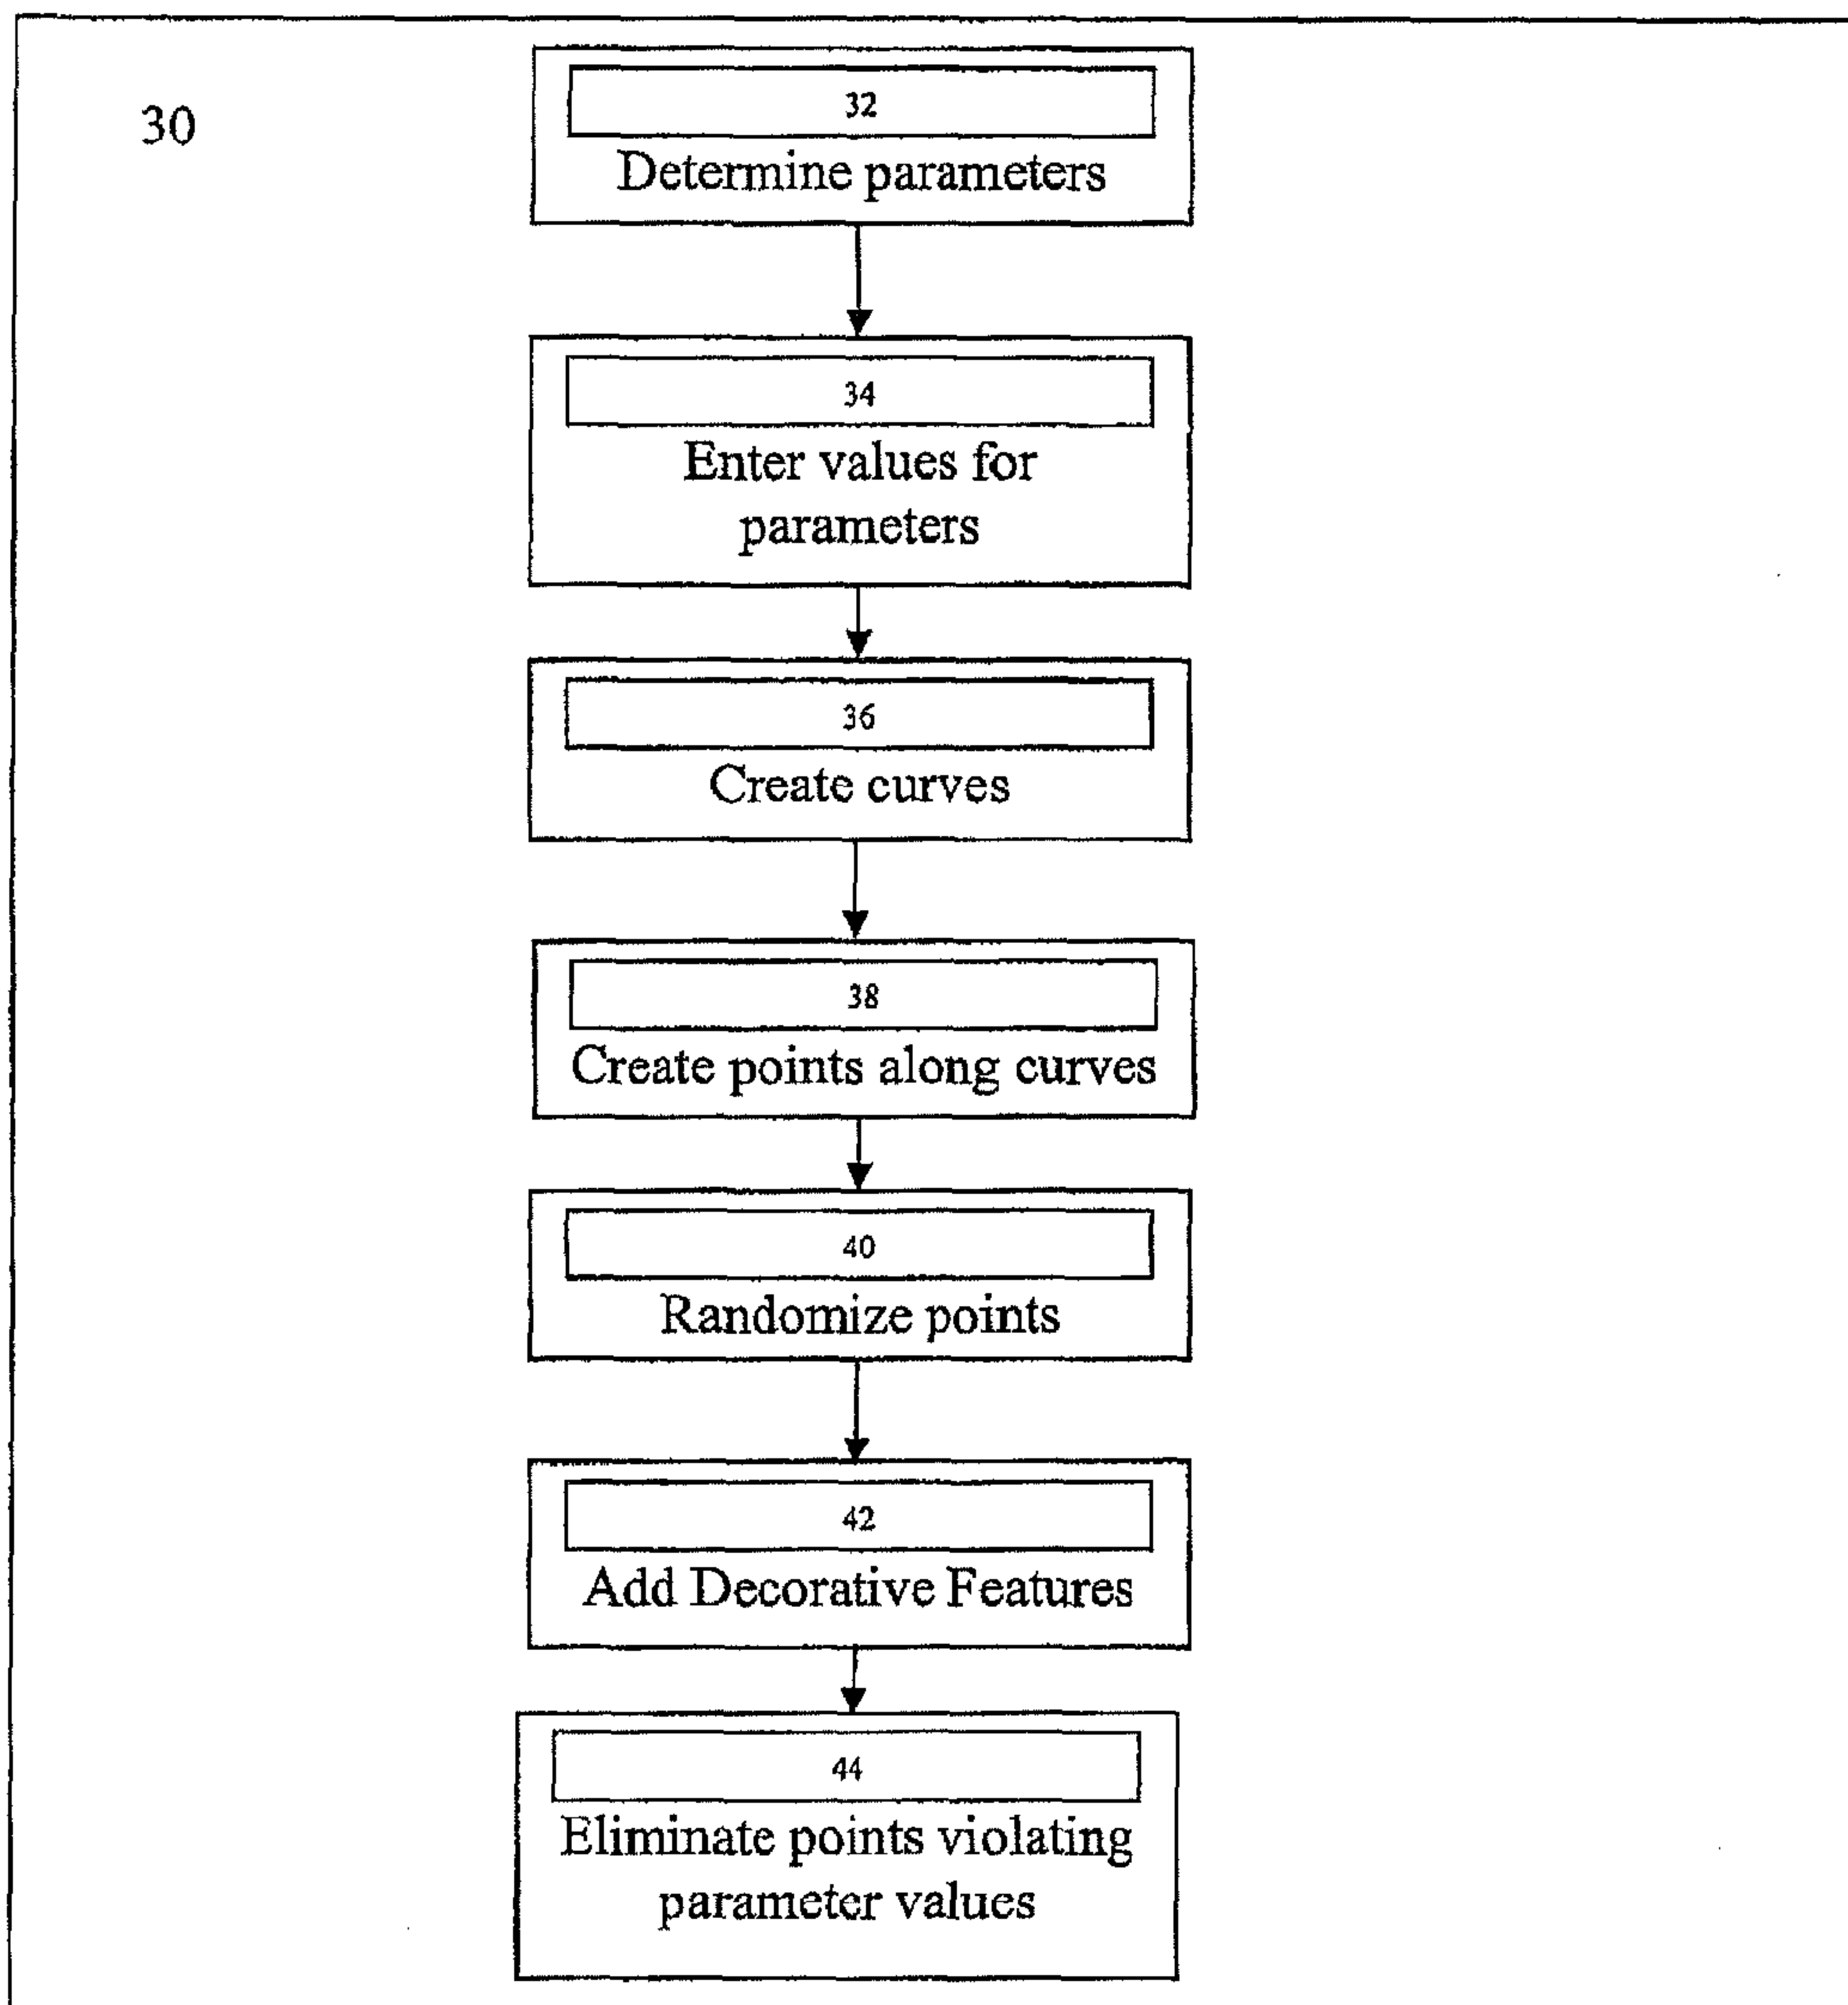 30
32
Determine parameters
34
Enter values for
parameters
36
Create curves
38
Create points along curves
40
Randomize points
42
Add Decorative Features
44
Eliminate points violating
parameter values